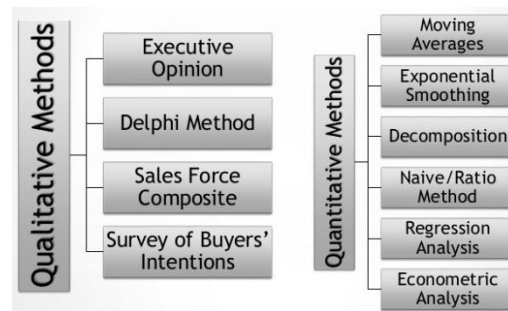 Qualitative Methods
Executive
Opinion
Delphi Method
Sales Force
Composite
Survey of Buyers'
Intentions
Quantitative Methods
Moving
Averages
Exponential
Smoothing
Decomposition
Naive/Ratio
Method
Regression
Analysis
Econometric
Analysis